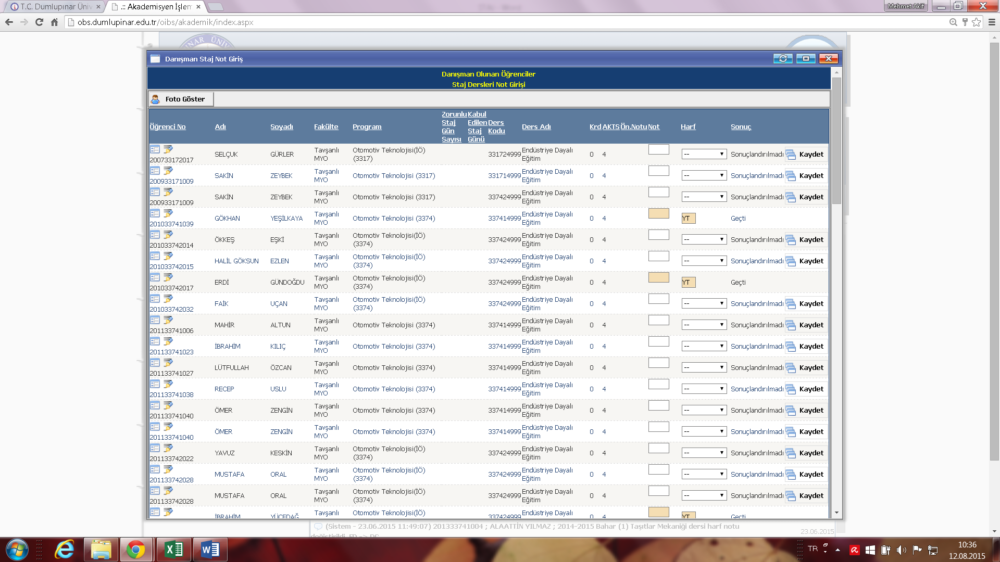 T.C. Dumlupınar Üniv
.:: Akademisyen İşlem
Mehmet Akif
obs.dumlupinar.edu.tr/oibs/akademik/index.aspx
Danışman Staj Not Giriş
Danışman Olunan Öğrenciler
Staj Dersleri Not Girişi
Foto Göster
Öğrenci No Adı Soyadı Fakülte Program Zorunlu Staj Gün Sayısı Kabul Edilen Staj Günü Ders Kodu Ders Adı Krd AKTS Ön.Notu Not Harf Sonuç
200733172017 SELÇUK GÜRLER Tavşanlı MYO Otomotiv Teknolojisi(İÖ) (3317) 331724999 Endüstriye Dayalı Eğitim 0 4 -- Sonuçlandırılmadı Kaydet
200933171009 SAKİN ZEYBEK Tavşanlı MYO Otomotiv Teknolojisi (3317) 331714999 Endüstriye Dayalı Eğitim 0 4 -- Sonuçlandırılmadı Kaydet
200933171009 SAKİN ZEYBEK Tavşanlı MYO Otomotiv Teknolojisi (3317) 337424999 Endüstriye Dayalı Eğitim 0 4 -- Sonuçlandırılmadı Kaydet
201033741039 GÖKHAN YEŞİLKAYA Tavşanlı MYO Otomotiv Teknolojisi (3374) 337414999 Endüstriye Dayalı Eğitim 0 4 YT Geçti
201033742014 ÖKKEŞ EŞKİ Tavşanlı MYO Otomotiv Teknolojisi(İÖ) (3374) 337424999 Endüstriye Dayalı Eğitim 0 4 -- Sonuçlandırılmadı Kaydet
201033742015 HALİL GÖKSUN EZLEN Tavşanlı MYO Otomotiv Teknolojisi(İÖ) (3374) 337424999 Endüstriye Dayalı Eğitim 0 4 -- Sonuçlandırılmadı Kaydet
201033742017 ERDİ GÜNDOĞDU Tavşanlı MYO Otomotiv Teknolojisi(İÖ) (3374) 337424999 Endüstriye Dayalı Eğitim 0 4 YT Geçti
201033742032 FAİK UÇAN Tavşanlı MYO Otomotiv Teknolojisi(İÖ) (3374) 337424999 Endüstriye Dayalı Eğitim 0 4 -- Sonuçlandırılmadı Kaydet
201133741006 MAHİR ALTUN Tavşanlı MYO Otomotiv Teknolojisi (3374) 337414999 Endüstriye Dayalı Eğitim 0 4 -- Sonuçlandırılmadı Kaydet
201133741023 İBRAHİM KILIÇ Tavşanlı MYO Otomotiv Teknolojisi (3374) 337414999 Endüstriye Dayalı Eğitim 0 4 -- Sonuçlandırılmadı Kaydet
201133741027 LÜTFULLAH ÖZCAN Tavşanlı MYO Otomotiv Teknolojisi (3374) 337414999 Endüstriye Dayalı Eğitim 0 4 -- Sonuçlandırılmadı Kaydet
201133741038 RECEP USLU Tavşanlı MYO Otomotiv Teknolojisi (3374) 337414999 Endüstriye Dayalı Eğitim 0 4 -- Sonuçlandırılmadı Kaydet
201133741040 ÖMER ZENGİN Tavşanlı MYO Otomotiv Teknolojisi (3374) 337424999 Endüstriye Dayalı Eğitim 0 4 -- Sonuçlandırılmadı Kaydet
201133741040 ÖMER ZENGİN Tavşanlı MYO Otomotiv Teknolojisi (3374) 337414999 Endüstriye Dayalı Eğitim 0 4 -- Sonuçlandırılmadı Kaydet
201133742022 YAVUZ KESKİN Tavşanlı MYO Otomotiv Teknolojisi(İÖ) (3374) 337424999 Endüstriye Dayalı Eğitim 0 4 -- Sonuçlandırılmadı Kaydet
201133742028 MUSTAFA ORAL Tavşanlı MYO Otomotiv Teknolojisi(İÖ) (3374) 337424999 Endüstriye Dayalı Eğitim 0 4 -- Sonuçlandırılmadı Kaydet
201133742028 MUSTAFA ORAL Tavşanlı MYO Otomotiv Teknolojisi(İÖ) (3374) 337424999 Endüstriye Dayalı Eğitim 0 4 -- Sonuçlandırılmadı Kaydet
İBRAHİM YÜCEDAĞ Tavşanlı Otomotiv Teknolojisi(İÖ) 337424999 Endüstriye Dayalı 0 4 YT Geçti
(Sistem - 23.06.2015 11:49:07) 201333741004 ; ALAATTİN YILMAZ ; 2014-2015 Bahar (1) Taşıtlar Mekaniği dersi harf notu
değiştirildi. FD -> DC
23.06.2015
TR
10:36
12.08.2015